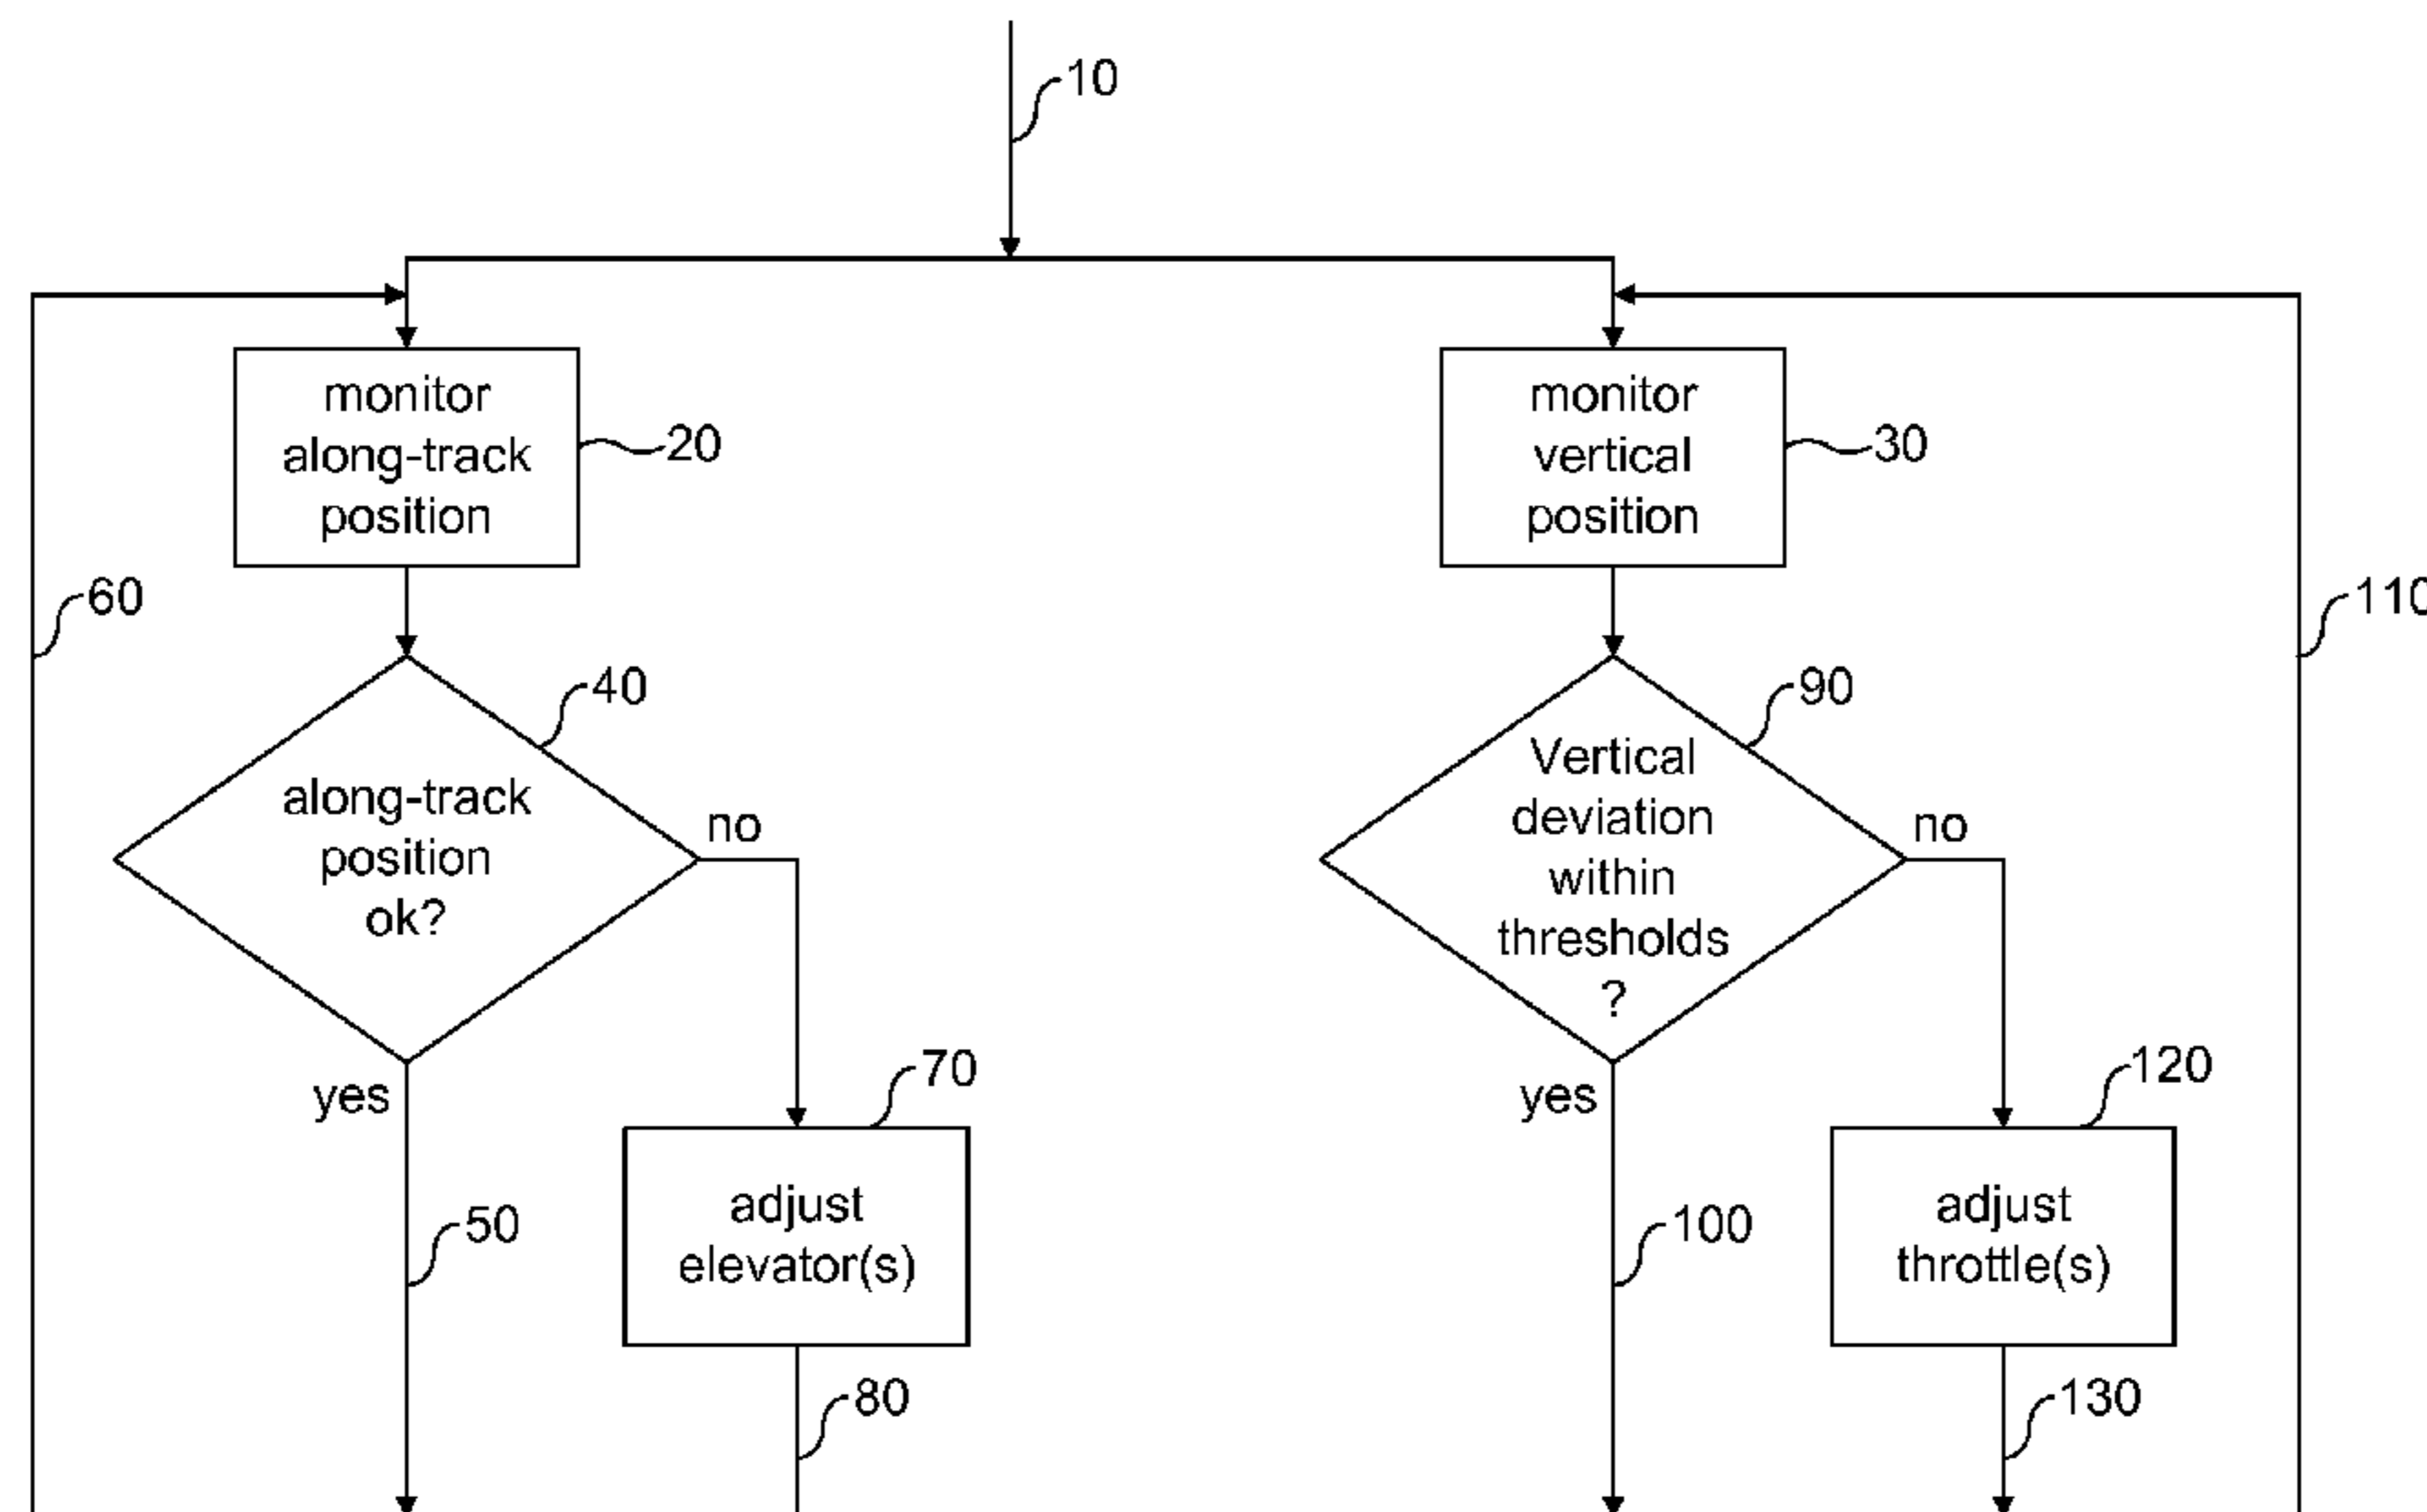 10
monitor
along-track
position
20
monitor
vertical
position
30
60
110
40
along-track
position
ok?
no
yes
90
Vertical
deviation
within
thresholds
?
no
yes
70
adjust
elevator(s)
50
80
120
adjust
throttle(s)
100
130